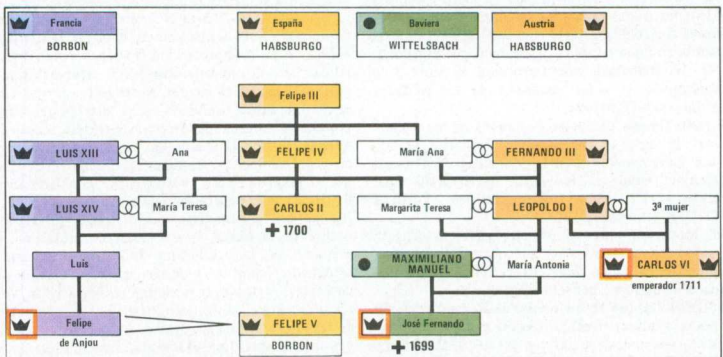 Francia
BORBON
España
HABSBURGO
Baviera
WITTELSBACH
Austria
HABSBURGO
Felipe III
LUIS XIII
Ana
FELIPE IV
María Ana
FERNANDO III
LUIS XIV
María Teresa
CARLOS II
Margarita Teresa
LEOPOLDO I
3ª mujer
1700
Luis
MAXIMILIANO
MANUEL
María Antonia
CARLOS VI
emperador 1711
Felipe
de Anjou
FELIPE V
BORBON
José Fernando
1699